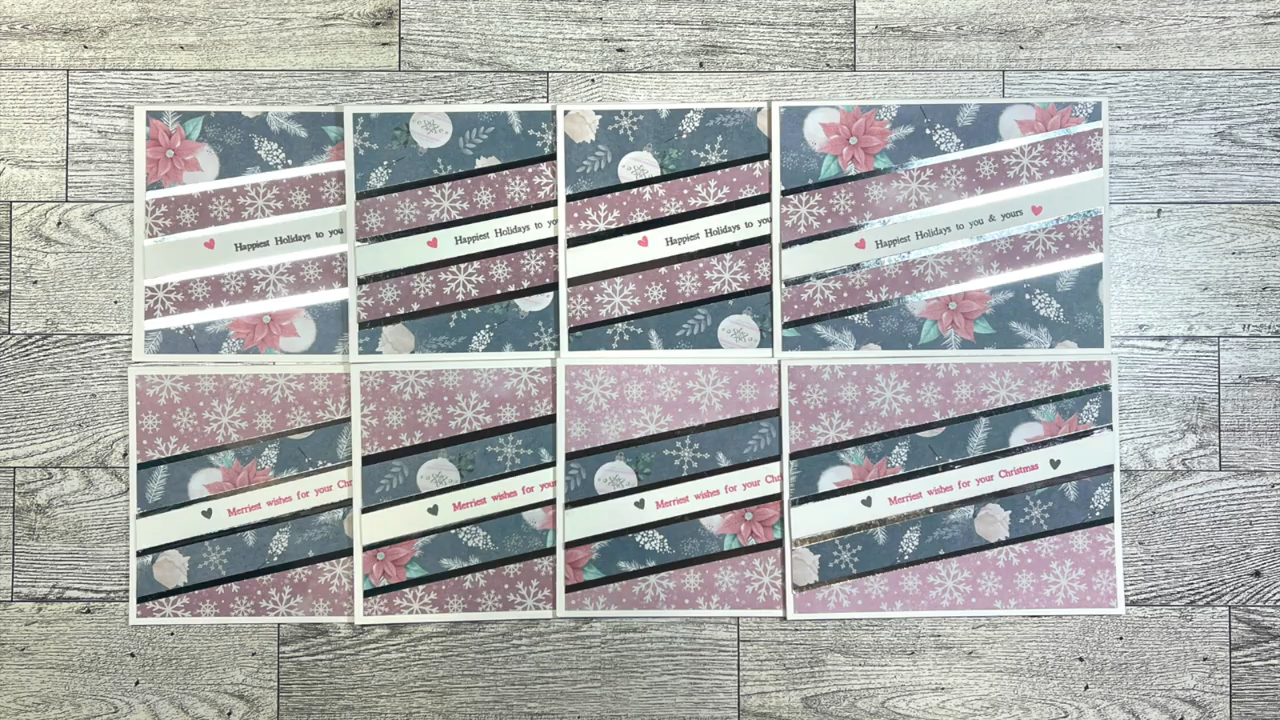 Happiest Holidays to you
Happiest Holidays to you
Happiest Holidays to you
Happiest Holidays to you & yours
Merriest wishes for your
Merriest wishes for your
Merriest wishes for your
Merriest wishes for your Christmas